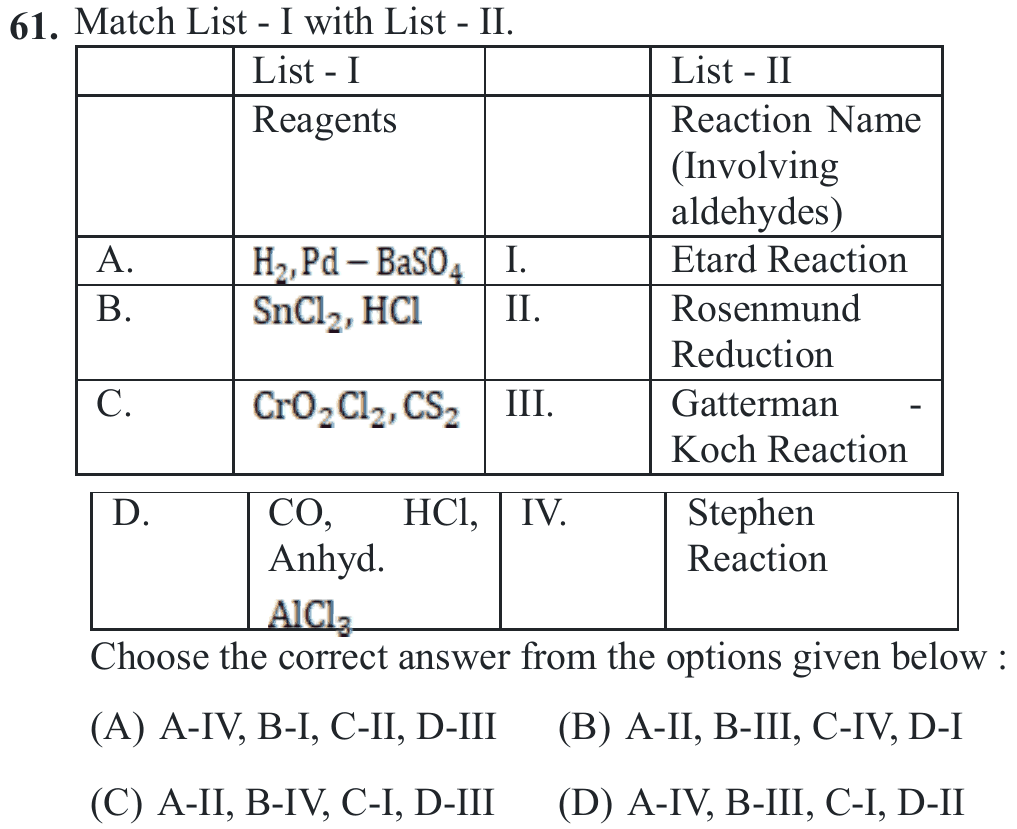 61. Match List - I with List - II.
List - I List - II
Reagents Reaction Name
(Involving
aldehydes)
A. H₂, Pd – BaSO₄ I. Etard Reaction
B. SnCl₂, HCl II. Rosenmund
Reduction
C. CrO₂Cl₂, CS₂ III. Gatterman -
Koch Reaction
D. CO, HCl, IV. Stephen
Anhyd. Reaction
AlCl₃
Choose the correct answer from the options given below :
(A) A-IV, B-I, C-II, D-III (B) A-II, B-III, C-IV, D-I
(C) A-II, B-IV, C-I, D-III (D) A-IV, B-III, C-I, D-II